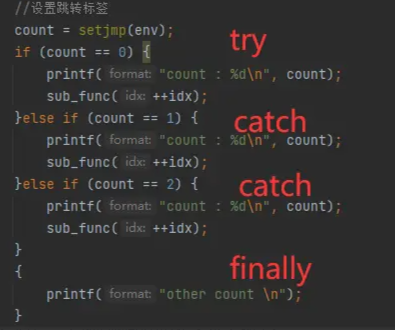 //设置跳转标签
count = setjmp(env);
if (count == 0) { try
printf( format: "count : %d\n", count);
sub_func( idx: ++idx);
}else if (count == 1) { catch
printf( format: "count : %d\n", count);
sub_func( idx: ++idx);
}else if (count == 2) { catch
printf( format: "count : %d\n", count);
sub_func( idx: ++idx);
}
{ finally
printf( format: "other count \n");
}